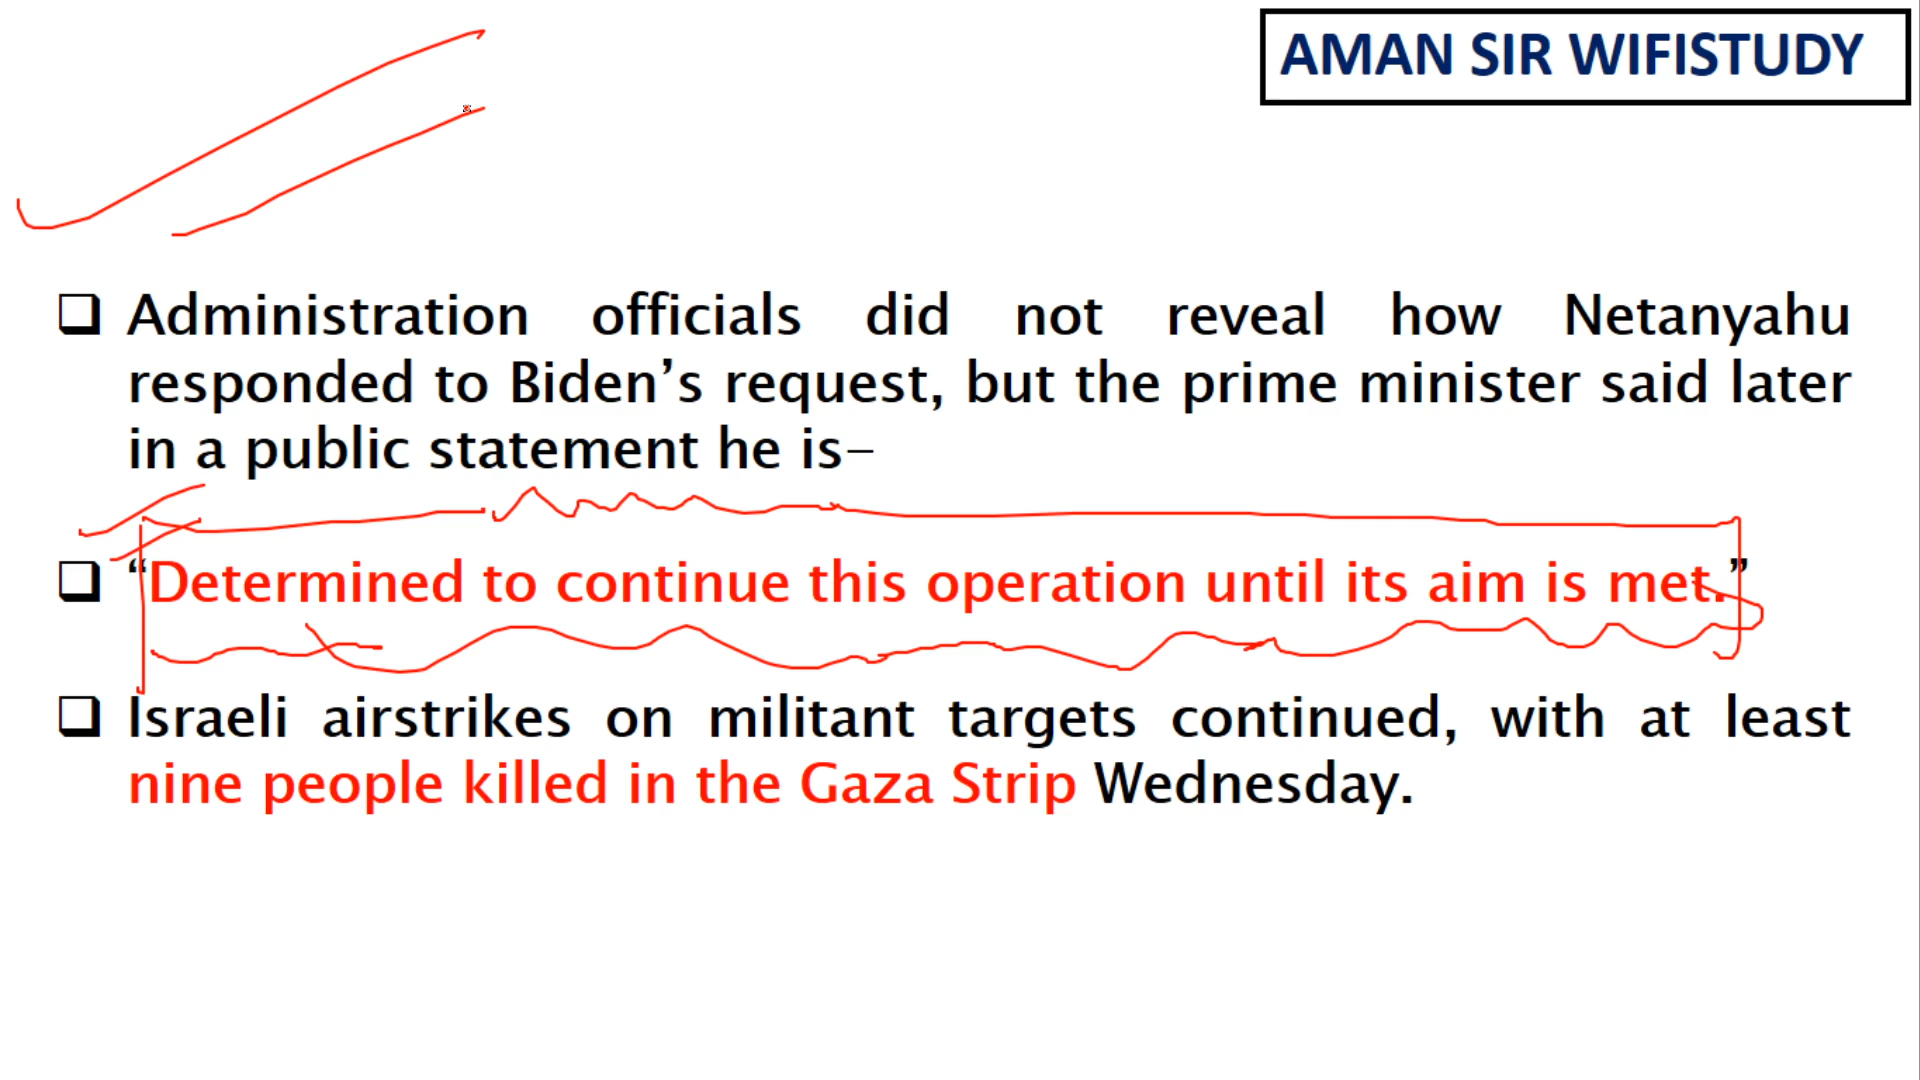 AMAN SIR WIFISTUDY
❑ Administration officials did not reveal how Netanyahu
responded to Biden’s request, but the prime minister said later
in a public statement he is–
❑ “Determined to continue this operation until its aim is met.”
❑ Israeli airstrikes on militant targets continued, with at least
nine people killed in the Gaza Strip Wednesday.